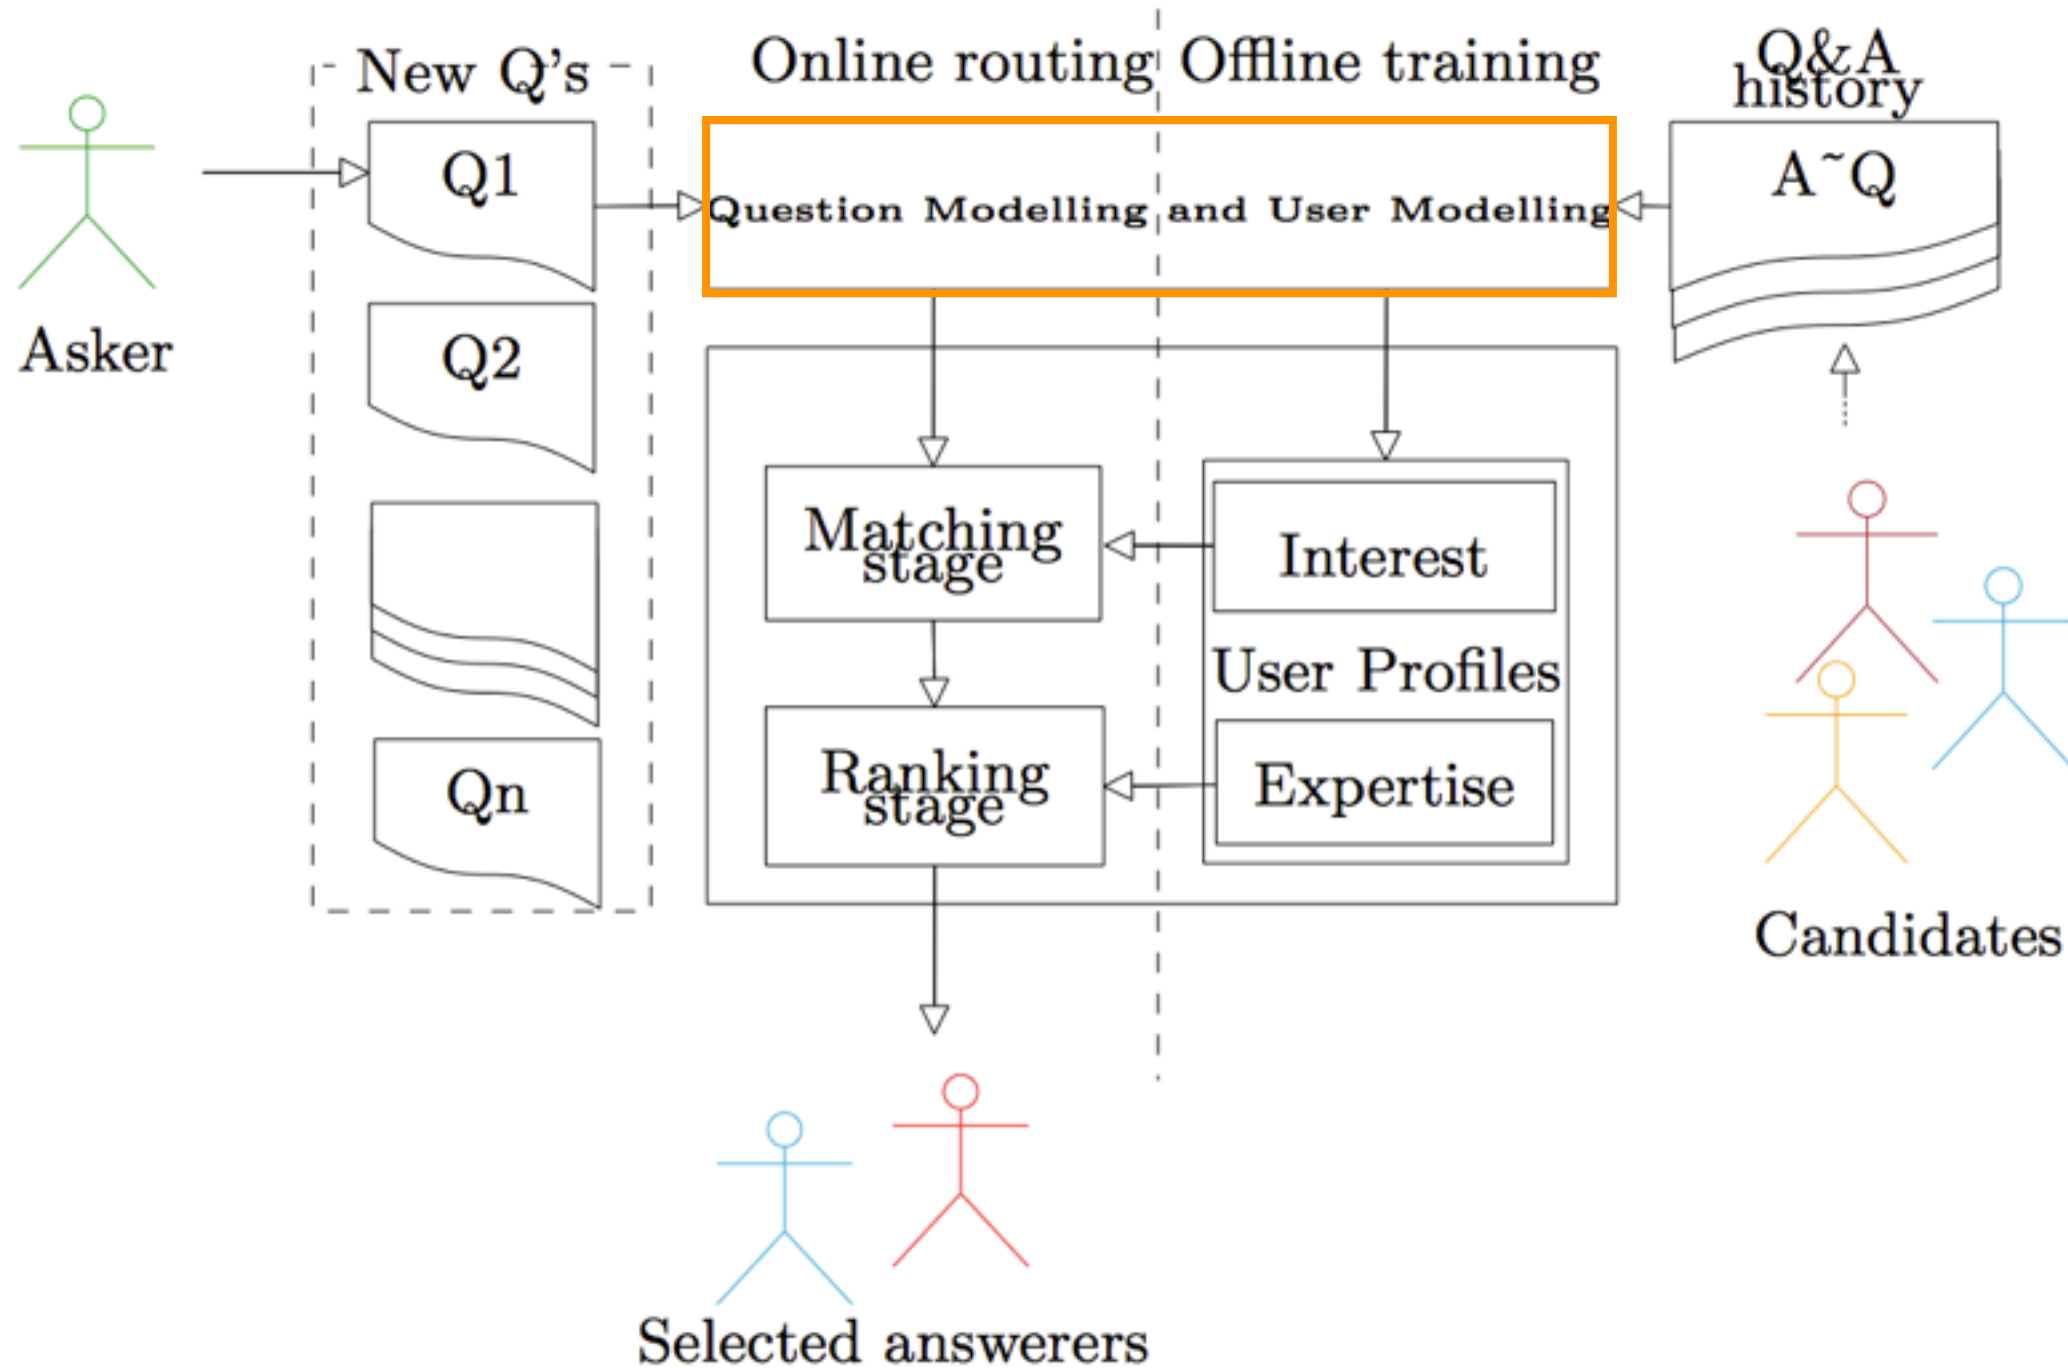 New Q's
Online routing
Offline training
Q&A
history
Q1
Question Modelling and User Modelling
A~Q
Asker
Q2
Matching
stage
Interest
User Profiles
Ranking
stage
Expertise
Qn
Candidates
Selected answerers